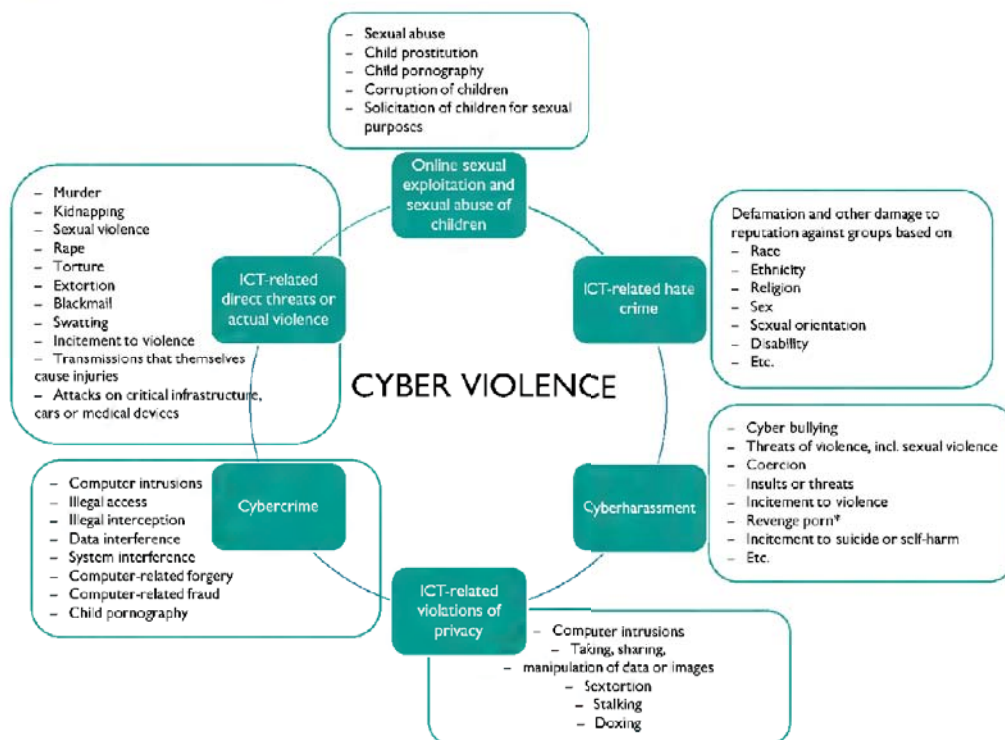 – Sexual abuse
– Child prostitution
– Child pornography
– Corruption of children
– Solicitation of children for sexual
purposes
Online sexual
exploitation and
sexual abuse of
children
– Murder
– Kidnapping
– Sexual violence
– Rape
– Torture
– Extortion
– Blackmail
– Swatting
– Incitement to violence
– Transmissions that themselves
cause injuries
– Attacks on critical infrastructure,
cars or medical devices
ICT-related
direct threats or
actual violence
ICT-related hate
crime
Defamation and other damage to
reputation against groups based on
– Race
– Ethnicity
– Religion
– Sex
– Sexual orientation
– Disability
– Etc.
CYBER VIOLENCE
– Computer intrusions
– Illegal access
– Illegal interception
– Data interference
– System interference
– Computer-related forgery
– Computer-related fraud
– Child pornography
Cybercrime
Cyberharassment
– Cyber bullying
– Threats of violence, incl. sexual violence
– Coercion
– Insults or threats
– Incitement to violence
– Revenge porn*
– Incitement to suicide or self-harm
– Etc.
ICT-related
violations of
privacy
– Computer intrusions
– Taking, sharing,
manipulation of data or images
– Sextortion
– Stalking
– Doxing